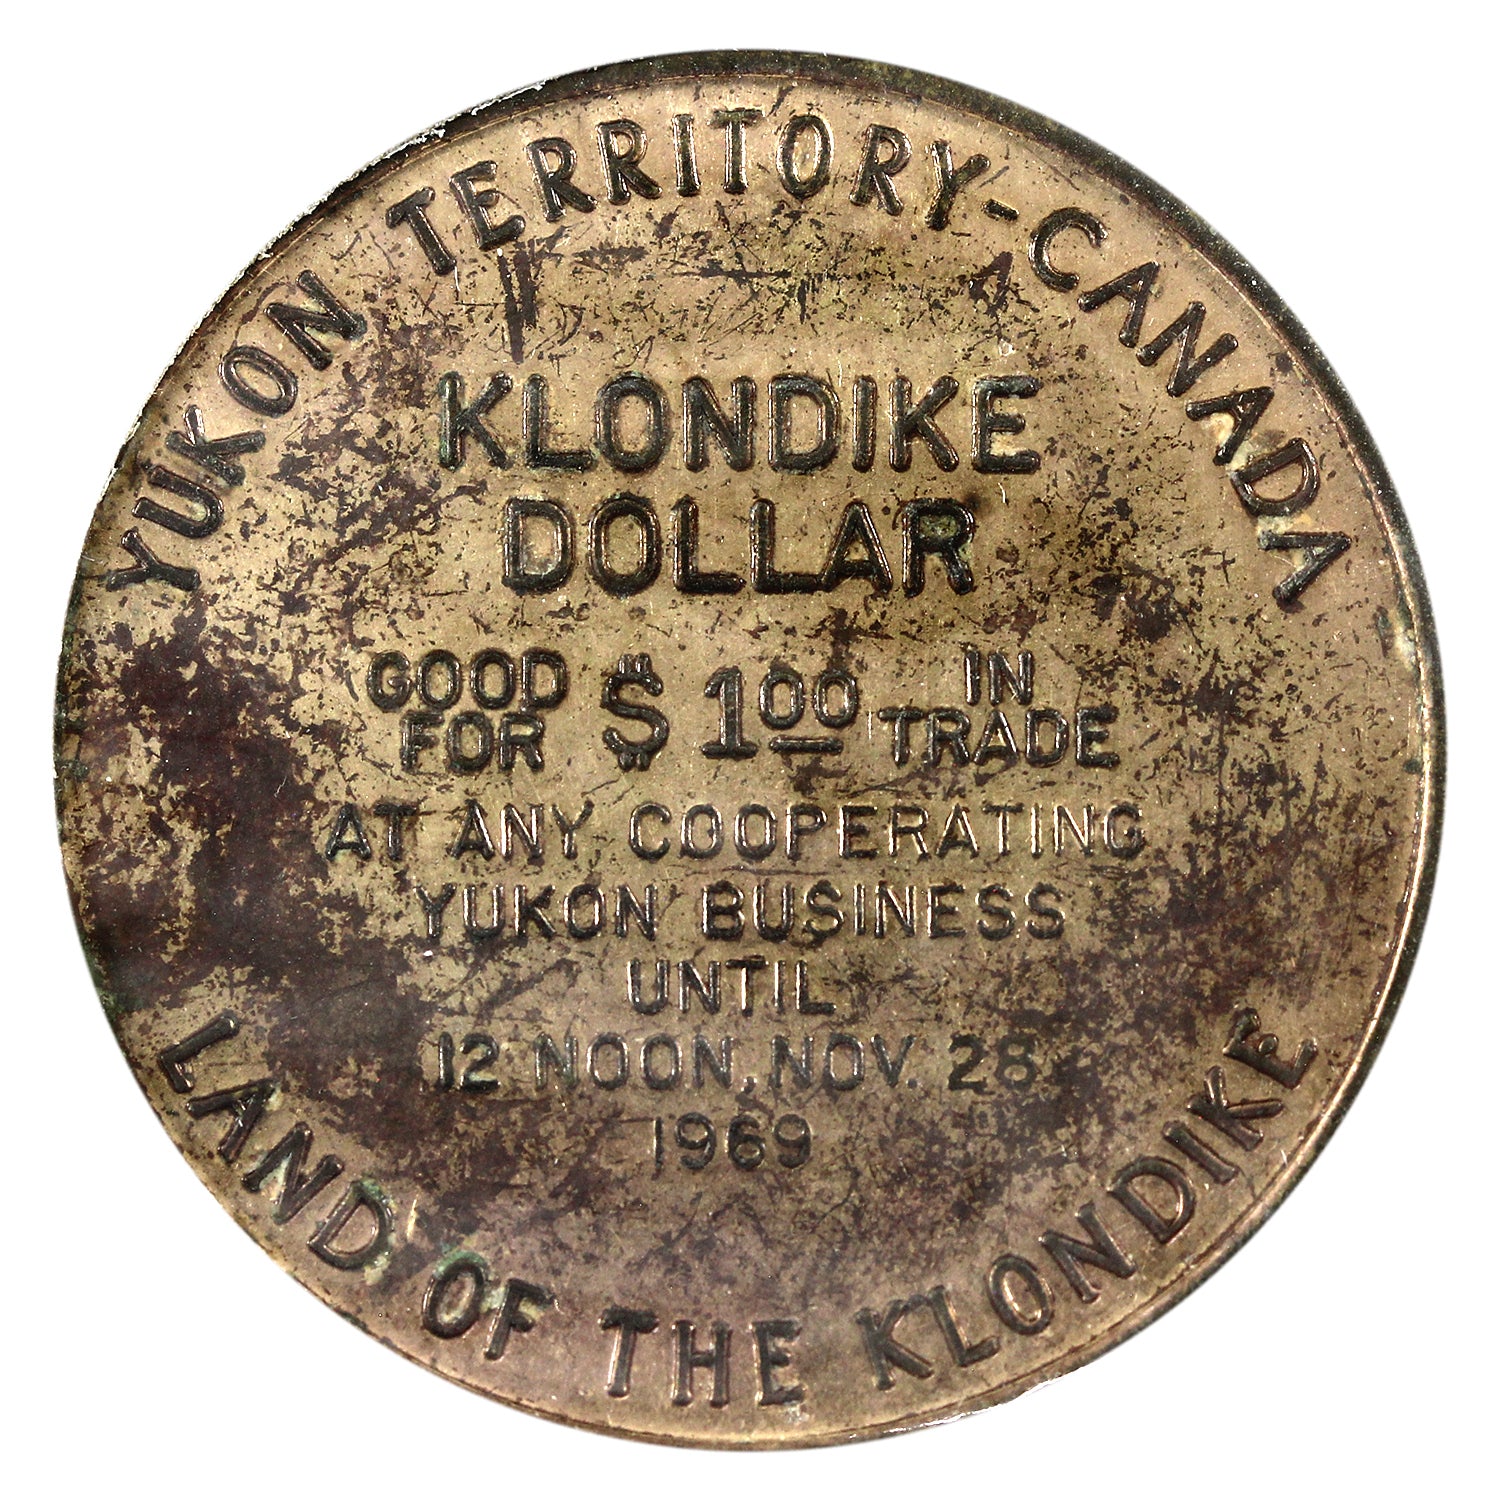 YUKON TERRITORY-CANADA
KLONDIKE
DOLLAR
GOOD FOR $ 1.00 IN TRADE
AT ANY COOPERATING
YUKON BUSINESS
UNTIL
12 NOON, NOV. 28
1969
LAND OF THE KLONDIKE